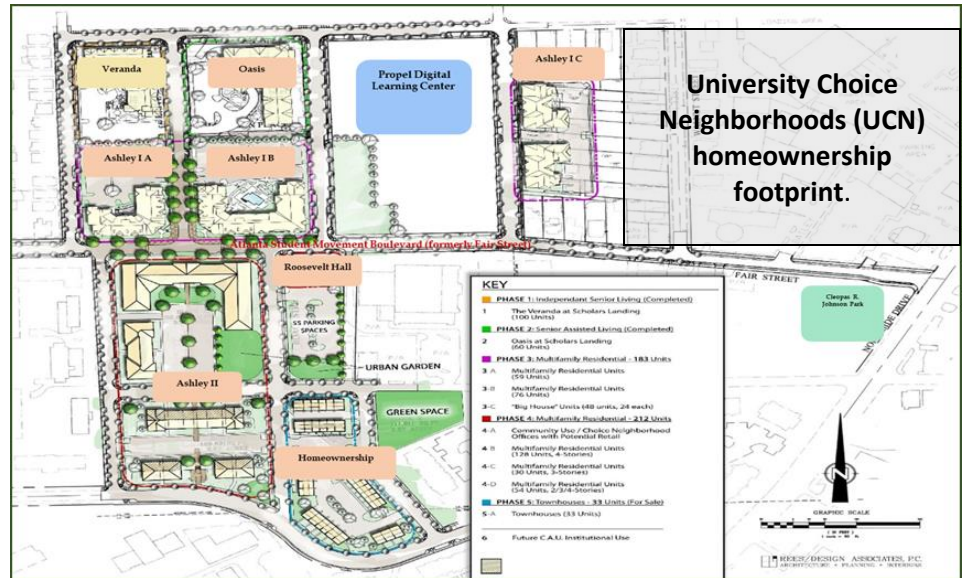 Veranda
Oasis
Propel Digital
Learning Center
Ashley I C
University Choice
Neighborhoods (UCN)
homeownership
footprint.
Ashley I A
Ashley I B
Atlanta Student Movement Boulevard (formerly Fair Street)
FAIR STREET
Roosevelt Hall
55 PARKING
SPACES
URBAN GARDEN
Ashley II
GREEN SPACE
Homeownership
Cleopas R.
Johnson Park
KEY
PHASE 1: Independant Senior Living (Completed)
1 The Veranda at Scholars Landing
(100 Units)
PHASE 2: Senior Assisted Living (Completed)
2 Oasis at Scholars Landing
(60 Units)
PHASE 3: Multifamily Residential - 183 Units
3-A Multifamily Residential Units
(59 Units)
3-B Multifamily Residential Units
(76 Units)
3-C "Big House" Units (48 units, 24 each)
PHASE 4: Multifamily Residential - 212 Units
4-A Community Use / Choice Neighborhood
Offices with Potential Retail
4-B Multifamily Residential Units
(128 Units, 4-Stories)
4-C Multifamily Residential Units
(30 Units, 3-Stories)
4-D Multifamily Residential Units
(54 Units, 2/3/4-Stories)
PHASE 5: Townhouses - 33 Units (For Sale)
5-A Townhouses (33 Units)
6 Future C.A.U. Institutional Use
N
GRAPHIC SCALE
REES/DESIGN ASSOCIATES, P.C.
ARCHITECTURE • PLANNING • INTERIORS